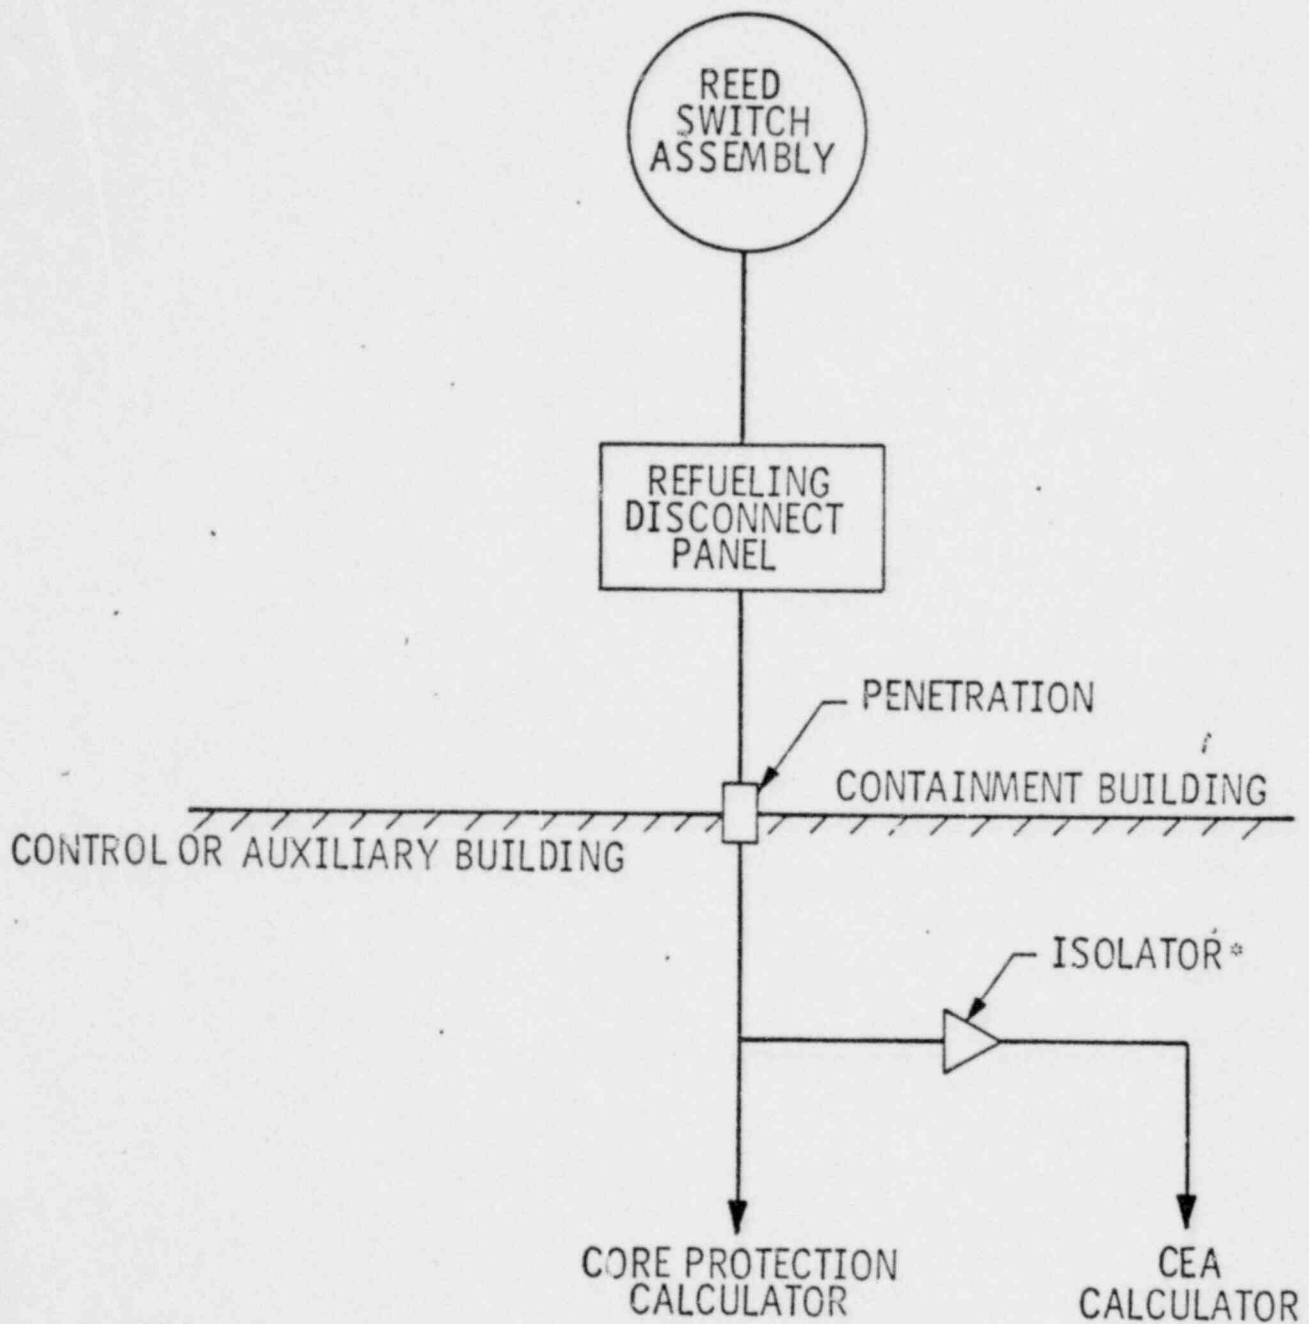 REED
SWITCH
ASSEMBLY
REFUELING
DISCONNECT
PANEL
PENETRATION
CONTAINMENT BUILDING
CONTROL OR AUXILIARY BUILDING
ISOLATOR*
CORE PROTECTION
CALCULATOR
CEA
CALCULATOR